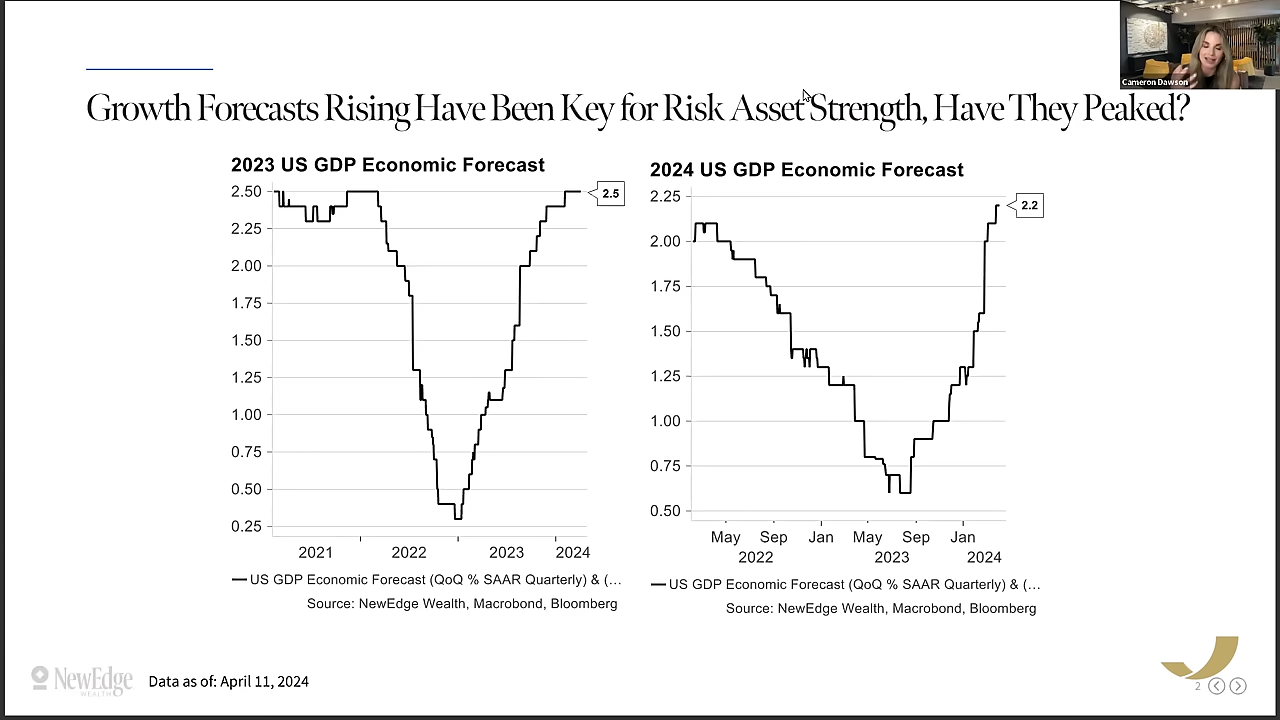 Cameron Dawson
Growth Forecasts Rising Have Been Key for Risk Asset Strength, Have They Peaked?
2023 US GDP Economic Forecast
2.50
2.25
2.00
1.75
1.50
1.25
1.00
0.75
0.50
0.25
2.5
2021
2022
2023
2024
US GDP Economic Forecast (QoQ % SAAR Quarterly) & (...
Source: NewEdge Wealth, Macrobond, Bloomberg
2024 US GDP Economic Forecast
2.25
2.00
1.75
1.50
1.25
1.00
0.75
0.50
2.2
May Sep Jan May Sep Jan
2022 2023 2024
US GDP Economic Forecast (QoQ % SAAR Quarterly) & (...
Source: NewEdge Wealth, Macrobond, Bloomberg
NewEdge
WEALTH
Data as of: April 11, 2024
2